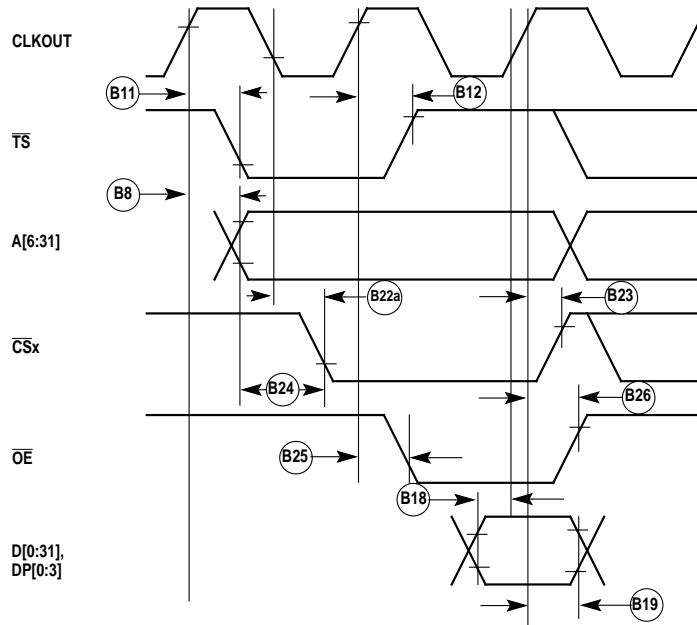 CLKOUT
B11
B12
TS
B8
A[6:31]
B22a
B23
CSx
B24
B26
OE
B25
B18
D[0:31],
DP[0:3]
B19